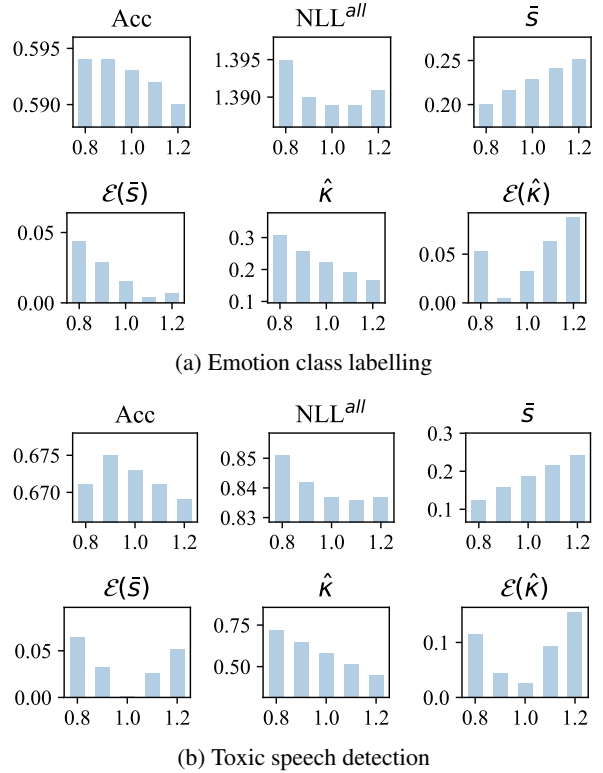 Acc NLL^all s̄
0.595 1.395 0.25
0.590 1.390 0.20
0.8 1.0 1.2 0.8 1.0 1.2 0.8 1.0 1.2
ℰ(s̄) κ̂ ℰ(κ̂)
0.05 0.3 0.05
0.2
0.00 0.1 0.00
0.8 1.0 1.2 0.8 1.0 1.2 0.8 1.0 1.2
(a) Emotion class labelling
Acc NLL^all s̄
0.675 0.85 0.3
0.670 0.84 0.2
0.83 0.1
0.8 1.0 1.2 0.8 1.0 1.2 0.8 1.0 1.2
ℰ(s̄) κ̂ ℰ(κ̂)
0.05 0.75 0.1
0.00 0.50 0.0
0.8 1.0 1.2 0.8 1.0 1.2 0.8 1.0 1.2
(b) Toxic speech detection